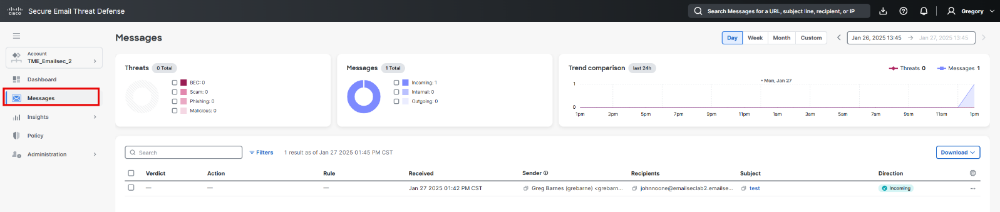 CISCO Secure Email Threat Defense
Search Messages for a URL, subject line, recipient, or IP
Gregory
Account
TME_Emailsec_2
Dashboard
Messages
Insights
Policy
Administration
Messages
Day Week Month Custom
Jan 26, 2025 13:45 → Jan 27, 2025 13:45
Threats 0 Total
BEC: 0
Scam: 0
Phishing: 0
Malicious: 0
Messages 1 Total
Incoming: 1
Internal: 0
Outgoing: 0
Trend comparison last 24h
Threats 0 Messages 1
• Mon, Jan 27
1
0
1pm 3pm 5pm 7pm 9pm 11pm 1am 3am 5am 7am 9am 11am 1pm
Search
Filters
1 result as of Jan 27 2025 01:45 PM CST
Download
Verdict Action Rule Received Sender Recipients Subject Direction
— — — Jan 27 2025 01:42 PM CST Greg Barnes (grebarne) <grebarn... johnnoone@emailseclab2.emailse... test Incoming ...